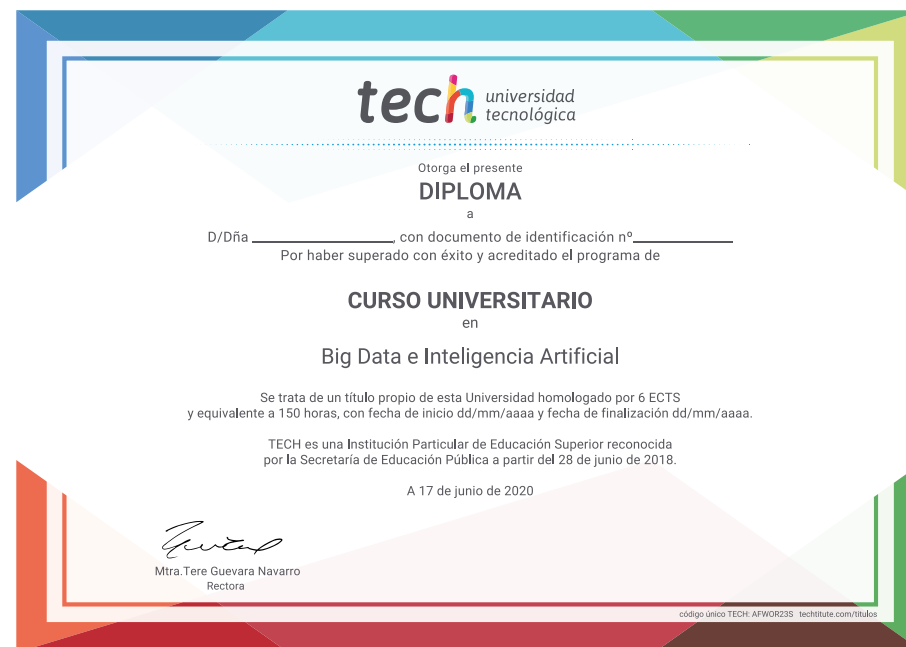 tech universidad
tecnológica
Otorga el presente
DIPLOMA
a
D/Dña ____________________, con documento de identificación nº______________
Por haber superado con éxito y acreditado el programa de
CURSO UNIVERSITARIO
en
Big Data e Inteligencia Artificial
Se trata de un título propio de esta Universidad homologado por 6 ECTS
y equivalente a 150 horas, con fecha de inicio dd/mm/aaaa y fecha de finalización dd/mm/aaaa.
TECH es una Institución Particular de Educación Superior reconocida
por la Secretaría de Educación Pública a partir del 28 de junio de 2018.
A 17 de junio de 2020
Mtra.Tere Guevara Navarro
Rectora
código único TECH: AFWOR23S techtitute.com/titulos